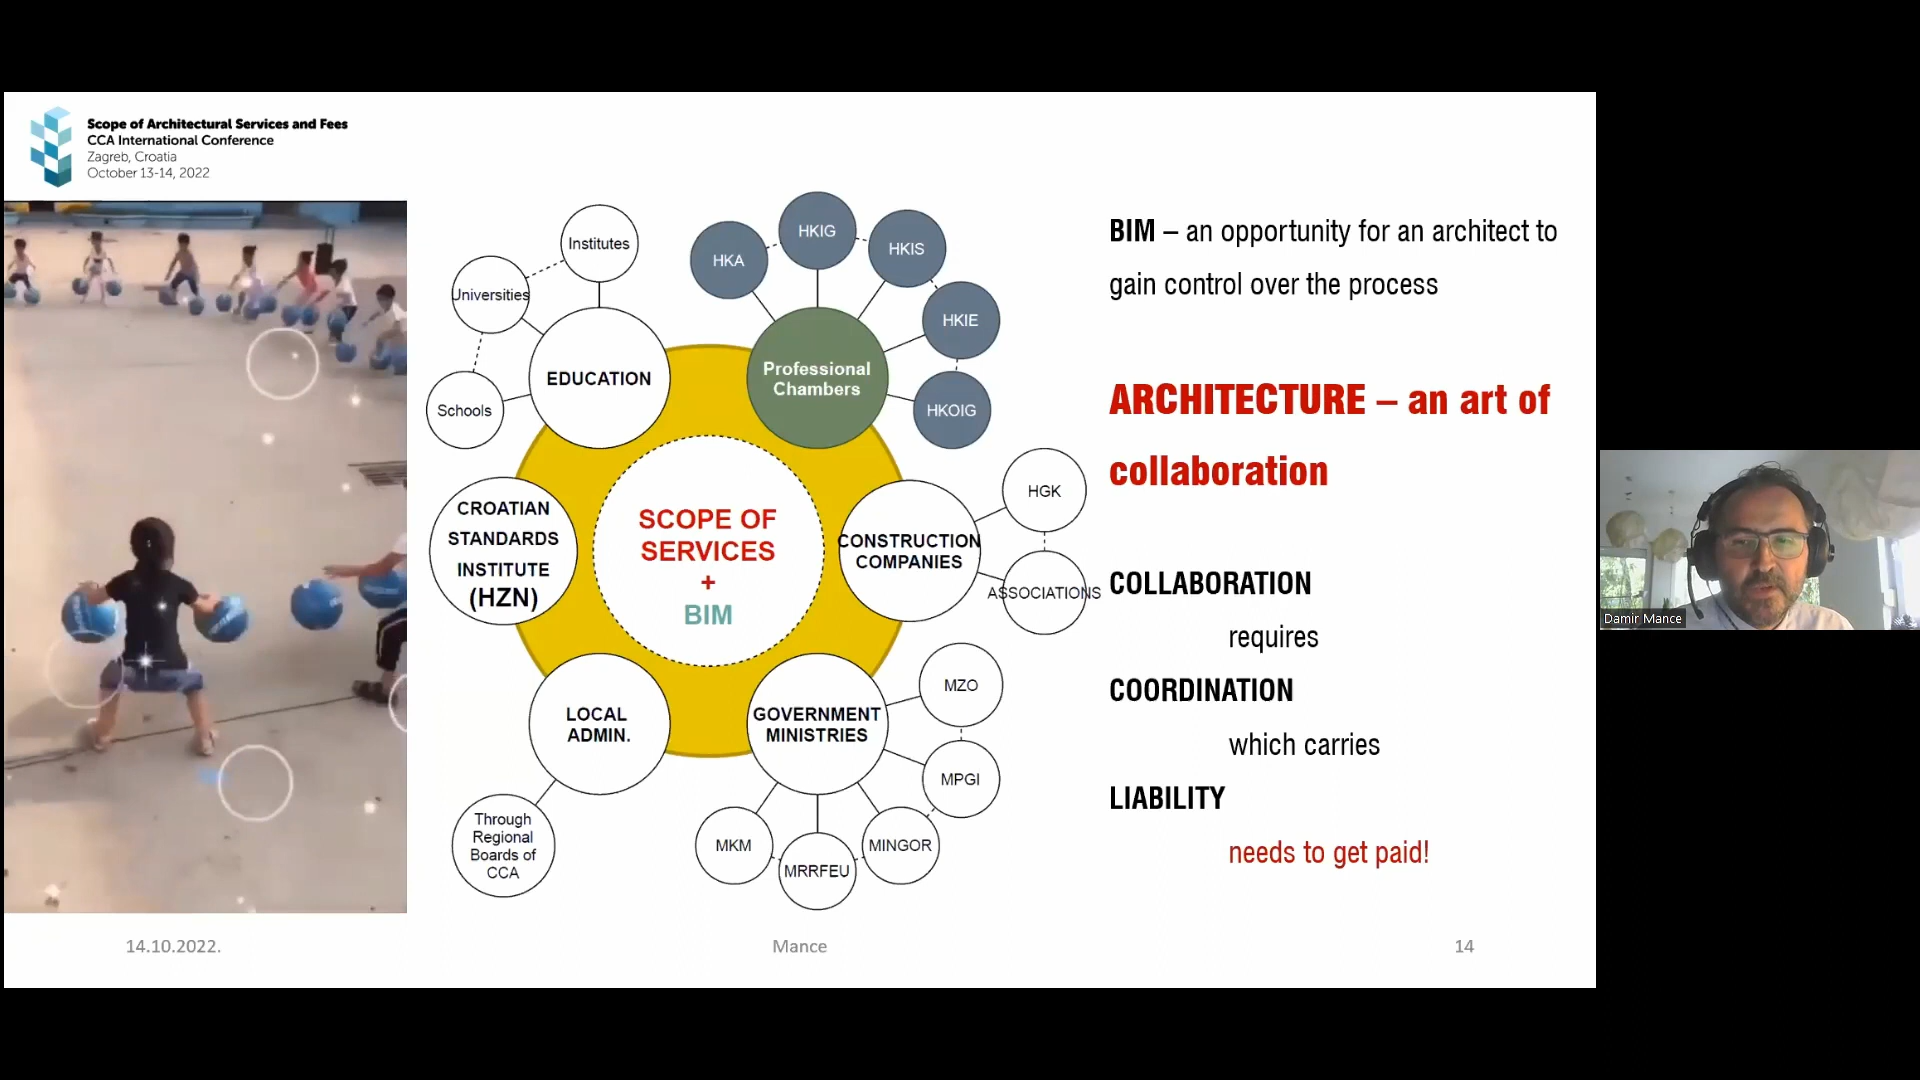 Scope of Architectural Services and Fees
CCA International Conference
Zagreb, Croatia
October 13-14, 2022
Institutes
Universities
Schools
EDUCATION
HKA
HKIG
HKIS
HKIE
HKOIG
Professional
Chambers
CROATIAN
STANDARDS
INSTITUTE
(HZN)
SCOPE OF
SERVICES
+
BIM
CONSTRUCTION
COMPANIES
HGK
ASSOCIATIONS
LOCAL
ADMIN.
Through
Regional
Boards of
CCA
GOVERNMENT
MINISTRIES
MZO
MPGI
MINGOR
MRRFEU
MKM
BIM – an opportunity for an architect to
gain control over the process
ARCHITECTURE – an art of
collaboration
COLLABORATION
requires
COORDINATION
which carries
LIABILITY
needs to get paid!
14.10.2022.
Mance
14
Damir Mance